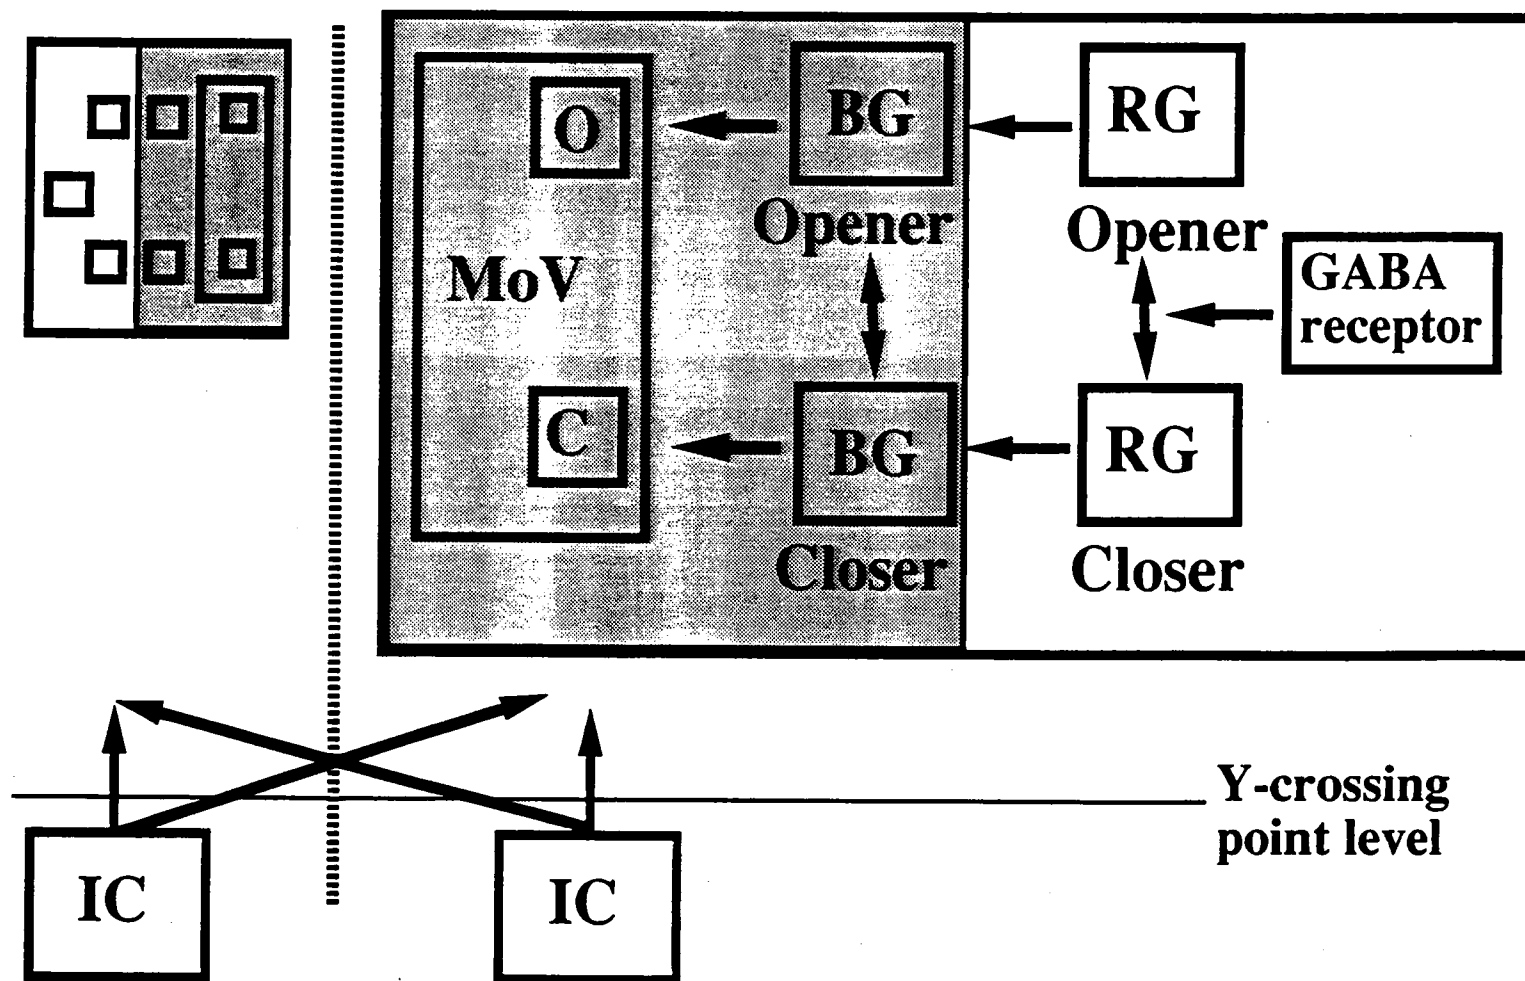 O
BG
RG
Opener
Opener
MoV
GABA
receptor
C
BG
RG
Closer
Closer
Y-crossing
point level
IC
IC